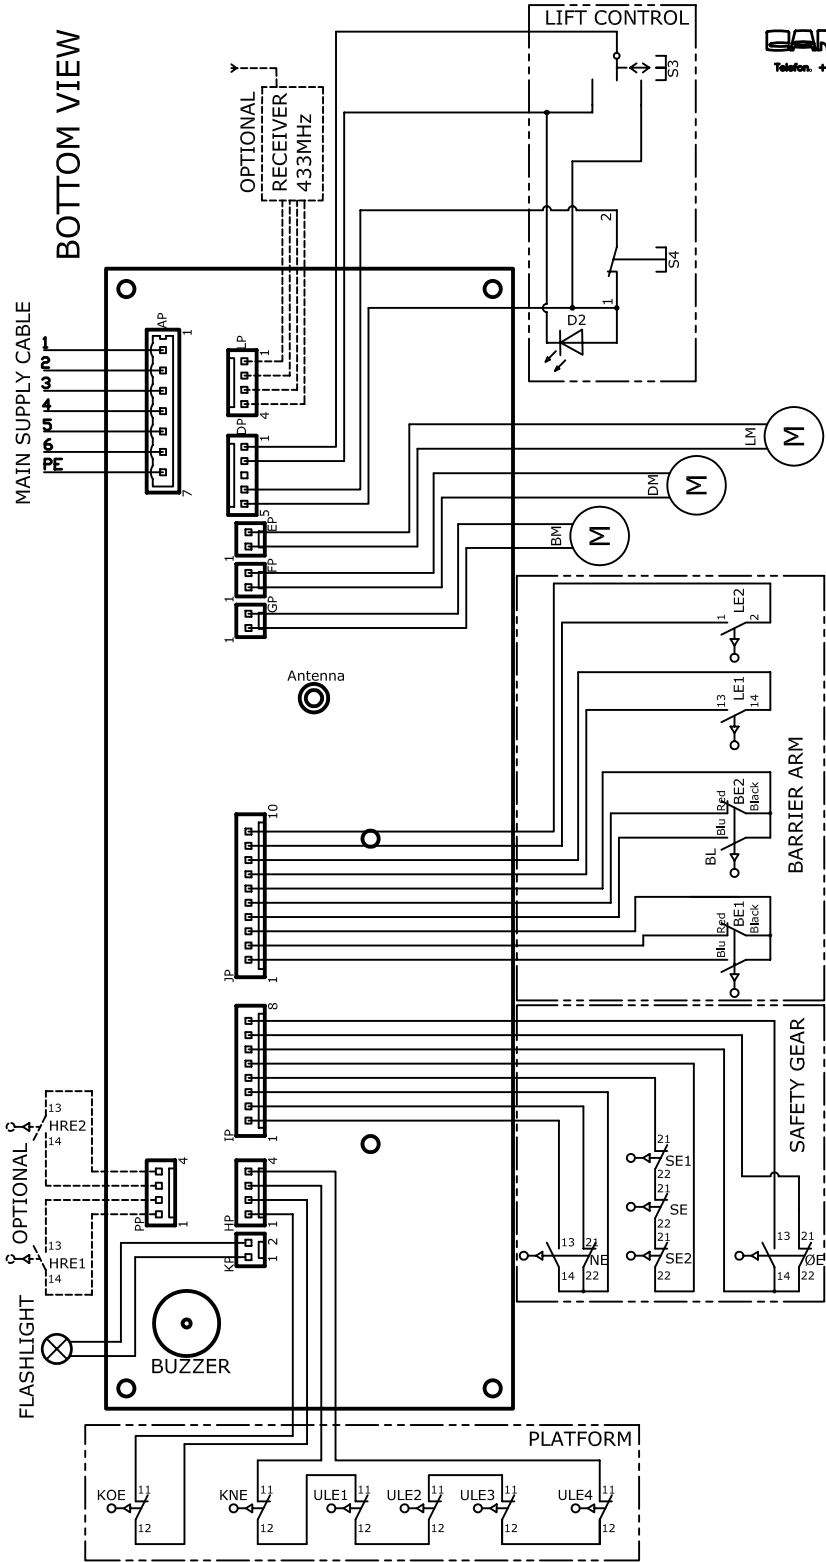 LIFT CONTROL
Telefon. +
BOTTOM VIEW
S3
OPTIONAL
RECEIVER
433MHz
2
S4
1
D2
MAIN SUPPLY CABLE
1
2
3
4
5
6
PE
AP
1
7
LP
1
4
DP
1
5
EP
1
FP
1
GP
1
LM
M
DM
M
BM
M
Antenna
LE2
1
2
LE1
13
14
BE2
Blu
Red
Black
BL
BE1
Blu
Red
Black
BARRIER ARM
JP
10
1
IP
8
1
SAFETY GEAR
21
SE1
22
21
SE
22
21
SE2
22
13
21
NE
14
22
13
21
ØE
14
22
OPTIONAL
13
HRE2
14
13
HRE1
14
PP
4
1
HP
4
1
KP
2
1
FLASHLIGHT
BUZZER
PLATFORM
KOE
11
12
KNE
11
12
ULE1
11
12
ULE2
11
12
ULE3
11
12
ULE4
11
12